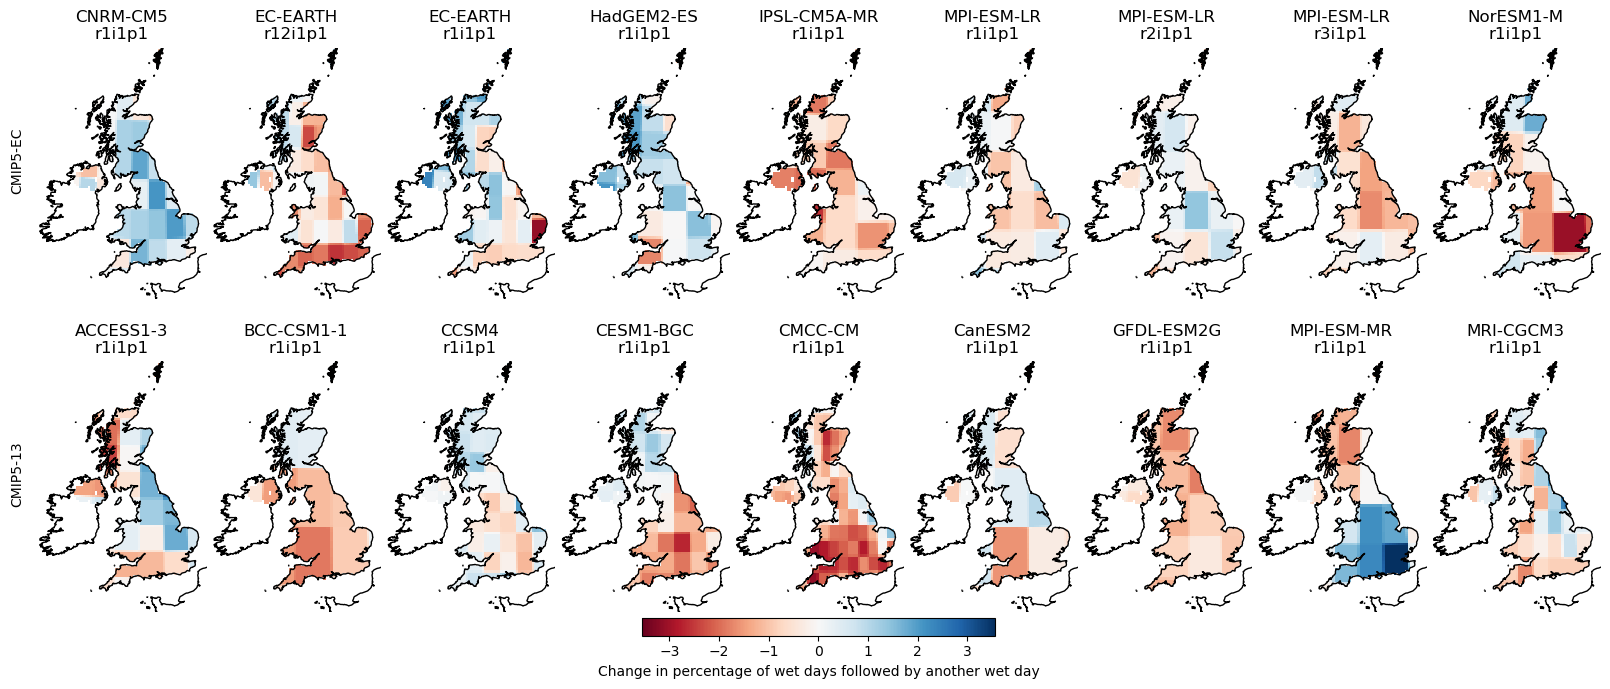 CNRM-CM5
r1i1p1
EC-EARTH
r12i1p1
EC-EARTH
r1i1p1
HadGEM2-ES
r1i1p1
IPSL-CM5A-MR
r1i1p1
MPI-ESM-LR
r1i1p1
MPI-ESM-LR
r2i1p1
MPI-ESM-LR
r3i1p1
NorESM1-M
r1i1p1
CMIP5-EC
ACCESS1-3
r1i1p1
BCC-CSM1-1
r1i1p1
CCSM4
r1i1p1
CESM1-BGC
r1i1p1
CMCC-CM
r1i1p1
CanESM2
r1i1p1
GFDL-ESM2G
r1i1p1
MPI-ESM-MR
r1i1p1
MRI-CGCM3
r1i1p1
CMIP5-13
−3 −2 −1 0 1 2 3
Change in percentage of wet days followed by another wet day